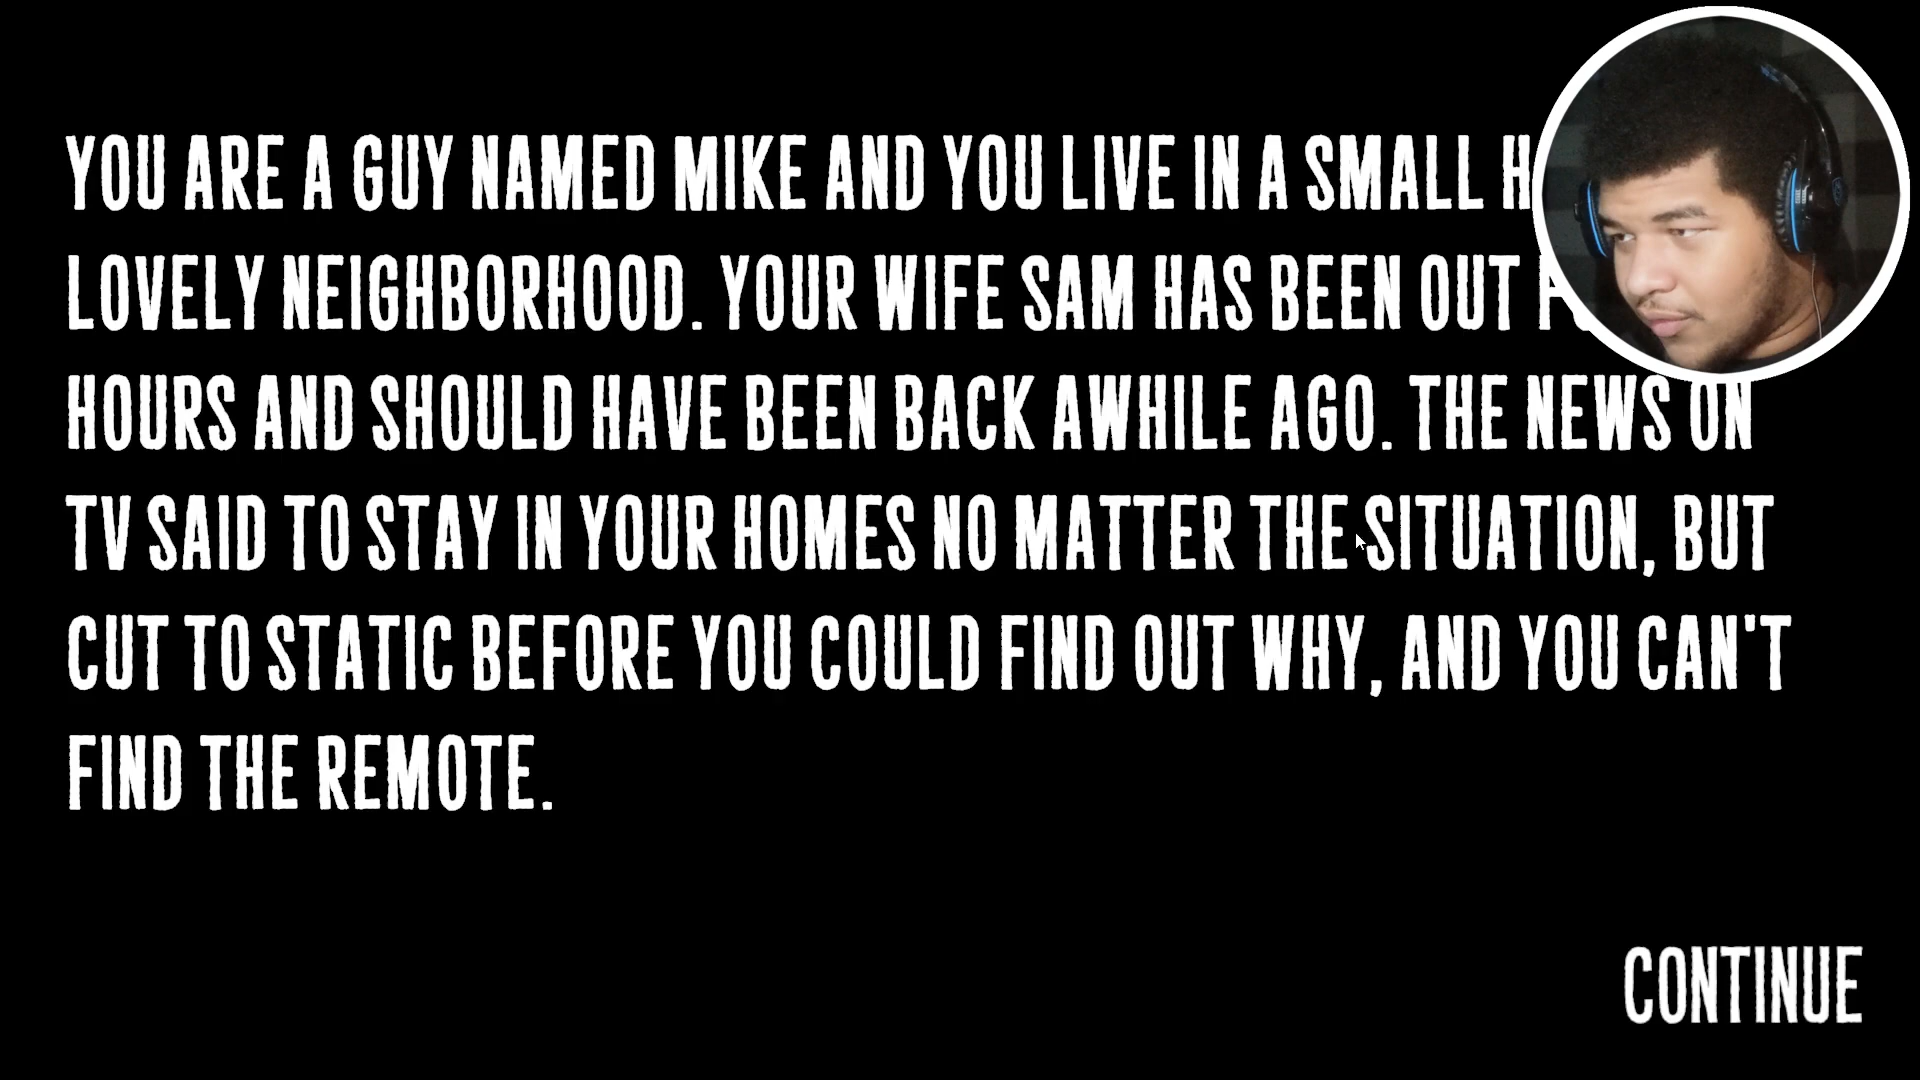 YOU ARE A GUY NAMED MIKE AND YOU LIVE IN A SMALL
LOVELY NEIGHBORHOOD. YOUR WIFE SAM HAS BEEN OUT
HOURS AND SHOULD HAVE BEEN BACK AWHILE AGO. THE NEWS ON
TV SAID TO STAY IN YOUR HOMES NO MATTER THE SITUATION, BUT
CUT TO STATIC BEFORE YOU COULD FIND OUT WHY, AND YOU CAN'T
FIND THE REMOTE.
CONTINUE